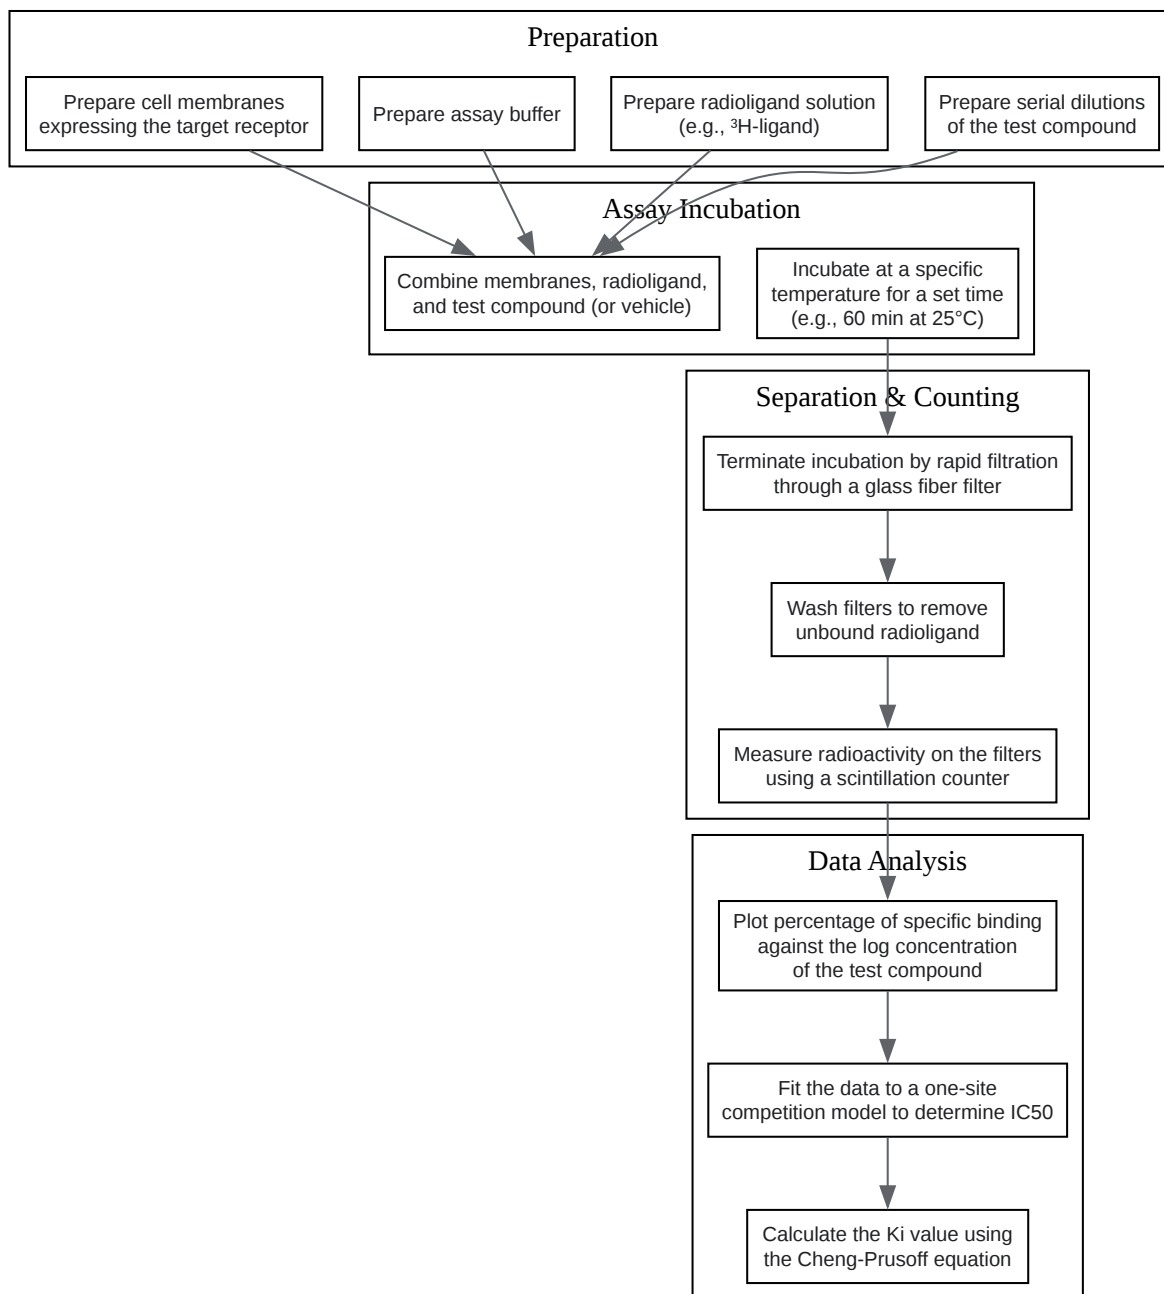 Preparation
Prepare cell membranes
expressing the target receptor
Prepare assay buffer
Prepare radioligand solution
(e.g., ³H-ligand)
Prepare serial dilutions
of the test compound
Assay Incubation
Combine membranes, radioligand,
and test compound (or vehicle)
Incubate at a specific
temperature for a set time
(e.g., 60 min at 25°C)
Separation & Counting
Terminate incubation by rapid filtration
through a glass fiber filter
Wash filters to remove
unbound radioligand
Measure radioactivity on the filters
using a scintillation counter
Data Analysis
Plot percentage of specific binding
against the log concentration
of the test compound
Fit the data to a one-site
competition model to determine IC50
Calculate the Ki value using
the Cheng-Prusoff equation